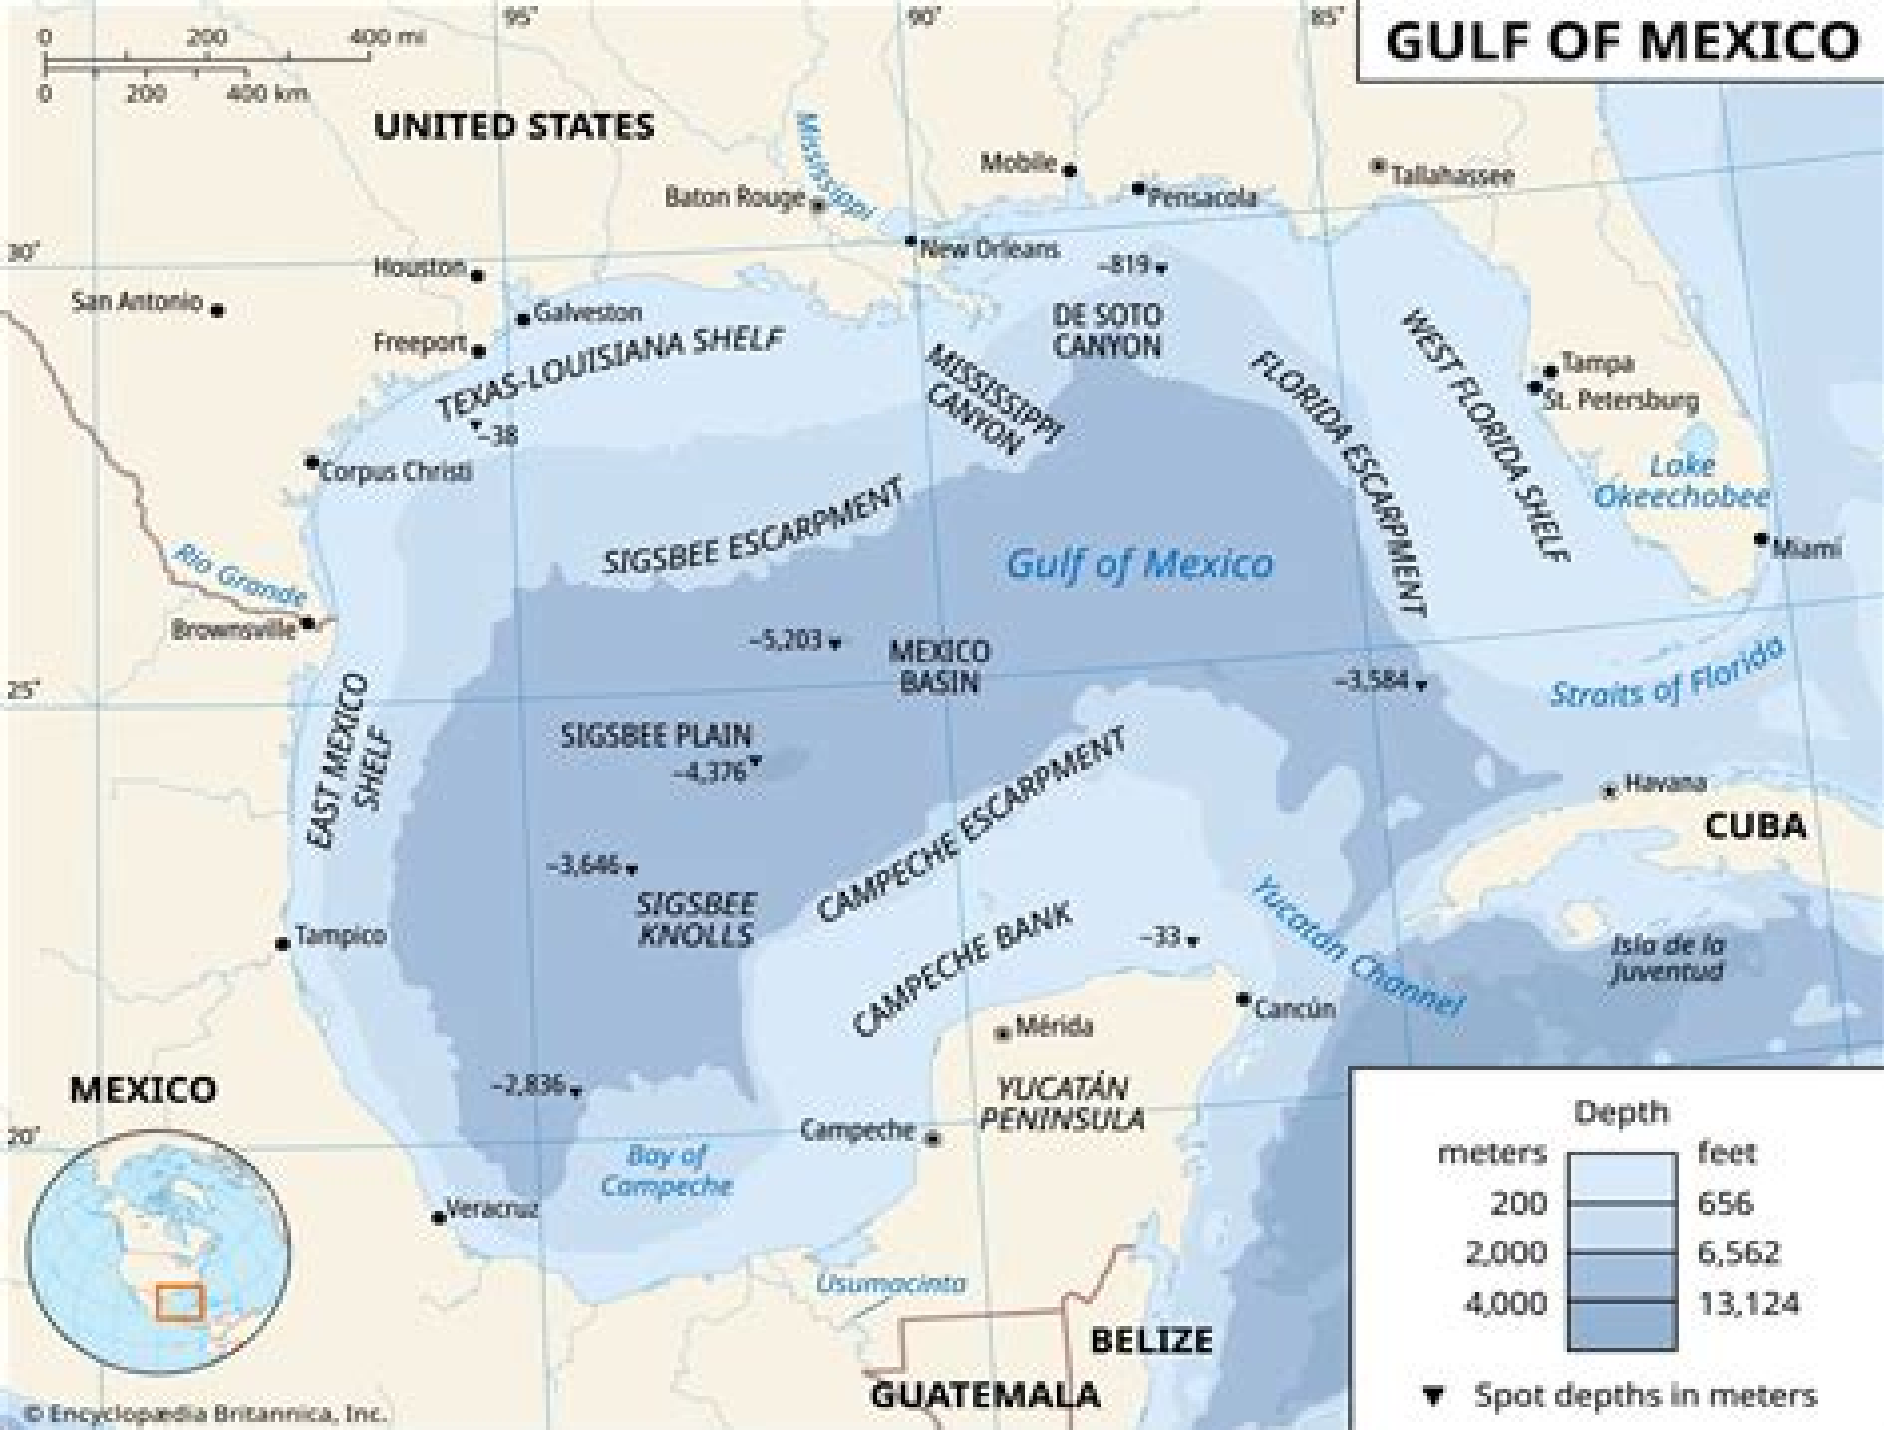 95°
90°
85°
GULF OF MEXICO
0 200 400 mi
0 200 400 km
UNITED STATES
Mississippi
Mobile
Pensacola
Tallahassee
Baton Rouge
New Orleans
30°
Houston
San Antonio
Galveston
Freeport
–819
DE SOTO
CANYON
TEXAS-LOUISIANA SHELF
–38
MISSISSIPPI
CANYON
FLORIDA ESCARPMENT
WEST FLORIDA SHELF
Tampa
St. Petersburg
Corpus Christi
Lake
Okeechobee
SIGSBEE ESCARPMENT
Gulf of Mexico
Miami
Rio Grande
Brownsville
–5,203
MEXICO
BASIN
25°
–3,584
Straits of Florida
EAST MEXICO
SHELF
SIGSBEE PLAIN
–4,376
CAMPECHE ESCARPMENT
Havana
CUBA
–3,646
SIGSBEE
KNOLLS
Yucatán Channel
Tampico
CAMPECHE BANK
–33
Isla de la
Juventud
Cancún
Mérida
MEXICO
–2,836
YUCATÁN
PENINSULA
20°
Campeche
Bay of
Campeche
Veracruz
Usumacinta
BELIZE
GUATEMALA
Depth
meters feet
200 656
2,000 6,562
4,000 13,124
Spot depths in meters
© Encyclopædia Britannica, Inc.